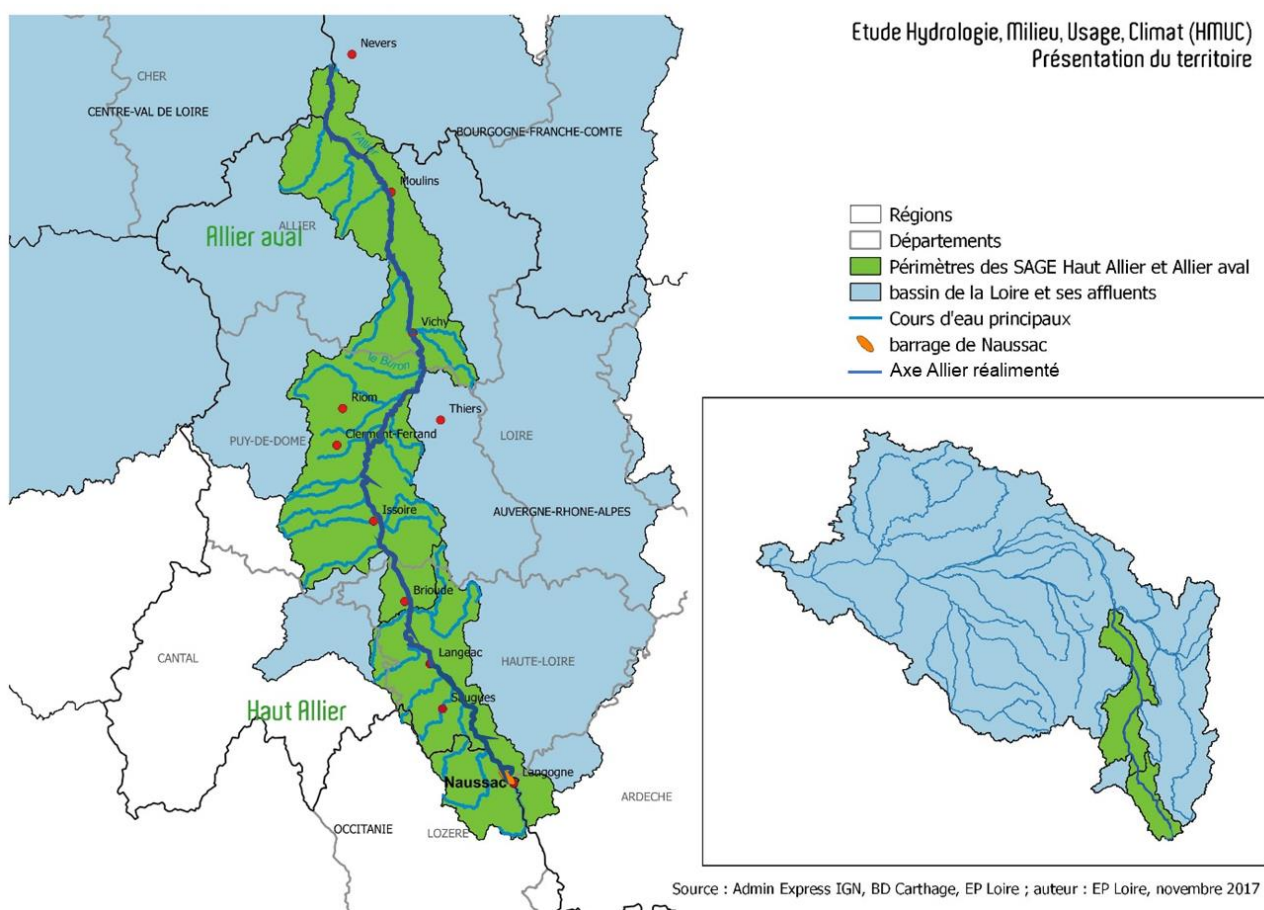 Etude Hydrologie, Milieu, Usage, Climat (HMUC)
Présentation du territoire
Nevers
CHER
CENTRE-VAL DE LOIRE
BOURGOGNE-FRANCHE-COMTE
l'Allier
Moulins
ALLIER
Allier aval
Vichy
le Buron
Riom
Thiers
Clermont-Ferrand
PUY-DE-DOME
LOIRE
Issoire
AUVERGNE-RHONE-ALPES
Brioude
CANTAL
Langeac
HAUTE-LOIRE
Saugues
Haut Allier
Langogne
Naussac
ARDECHE
OCCITANIE
LOZERE
Régions
Départements
Périmètres des SAGE Haut Allier et Allier aval
bassin de la Loire et ses affluents
Cours d'eau principaux
barrage de Naussac
Axe Allier réalimenté
Source : Admin Express IGN, BD Carthage, EP Loire ; auteur : EP Loire, novembre 2017